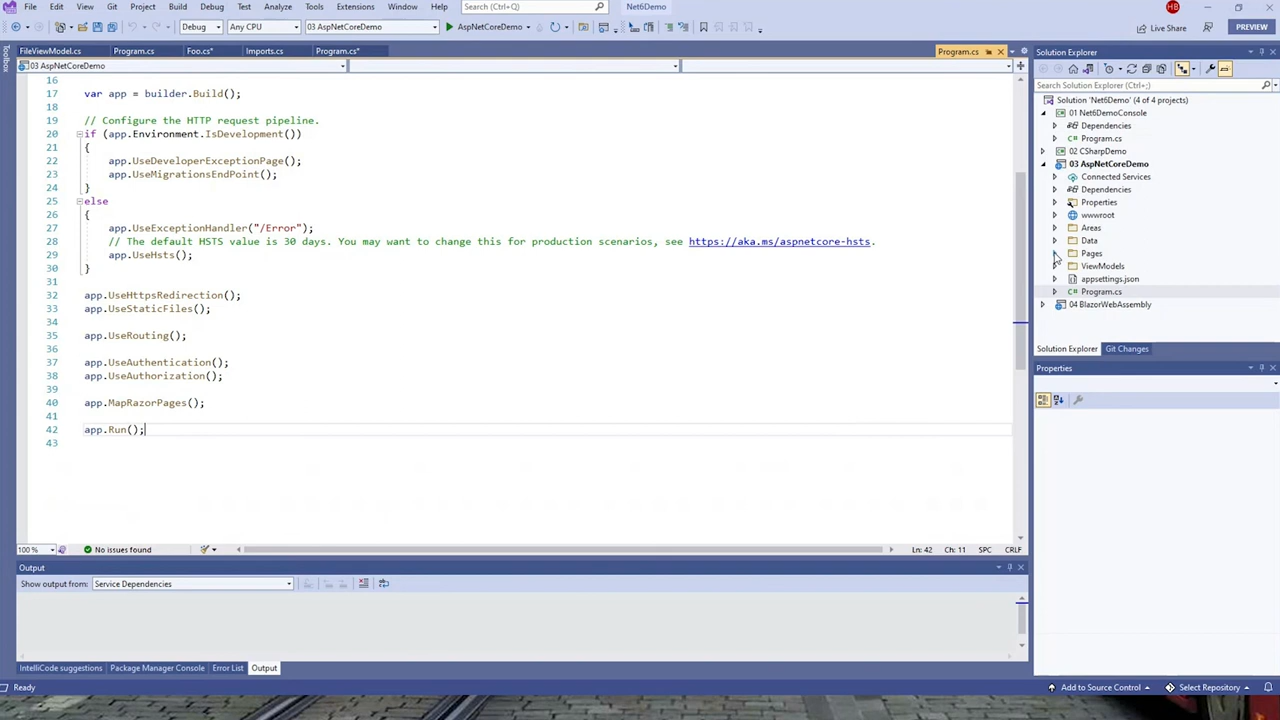 File Edit View Git Project Build Debug Test Analyze Tools Extensions Window Help Search (Ctrl+Q) Net6Demo HB
Debug Any CPU 03 AspNetCoreDemo AspNetCoreDemo Live Share PREVIEW
FileViewModel.cs Program.cs Foo.cs* Imports.cs Program.cs* Program.cs
03 AspNetCoreDemo
16
17 var app = builder.Build();
18
19 // Configure the HTTP request pipeline.
20 if (app.Environment.IsDevelopment())
21 {
22 app.UseDeveloperExceptionPage();
23 app.UseMigrationsEndPoint();
24 }
25 else
26 {
27 app.UseExceptionHandler("/Error");
28 // The default HSTS value is 30 days. You may want to change this for production scenarios, see https://aka.ms/aspnetcore-hsts.
29 app.UseHsts();
30 }
31
32 app.UseHttpsRedirection();
33 app.UseStaticFiles();
34
35 app.UseRouting();
36
37 app.UseAuthentication();
38 app.UseAuthorization();
39
40 app.MapRazorPages();
41
42 app.Run();
43
100 % No issues found Ln: 42 Ch: 11 SPC CRLF
Output
Show output from: Service Dependencies
IntelliCode suggestions Package Manager Console Error List Output
Toolbox
Solution Explorer
Search Solution Explorer (Ctrl+;)
Solution 'Net6Demo' (4 of 4 projects)
01 Net6DemoConsole
Dependencies
Program.cs
02 CSharpDemo
03 AspNetCoreDemo
Connected Services
Dependencies
Properties
wwwroot
Areas
Data
Pages
ViewModels
appsettings.json
Program.cs
04 BlazorWebAssembly
Solution Explorer Git Changes
Properties
Ready Add to Source Control Select Repository